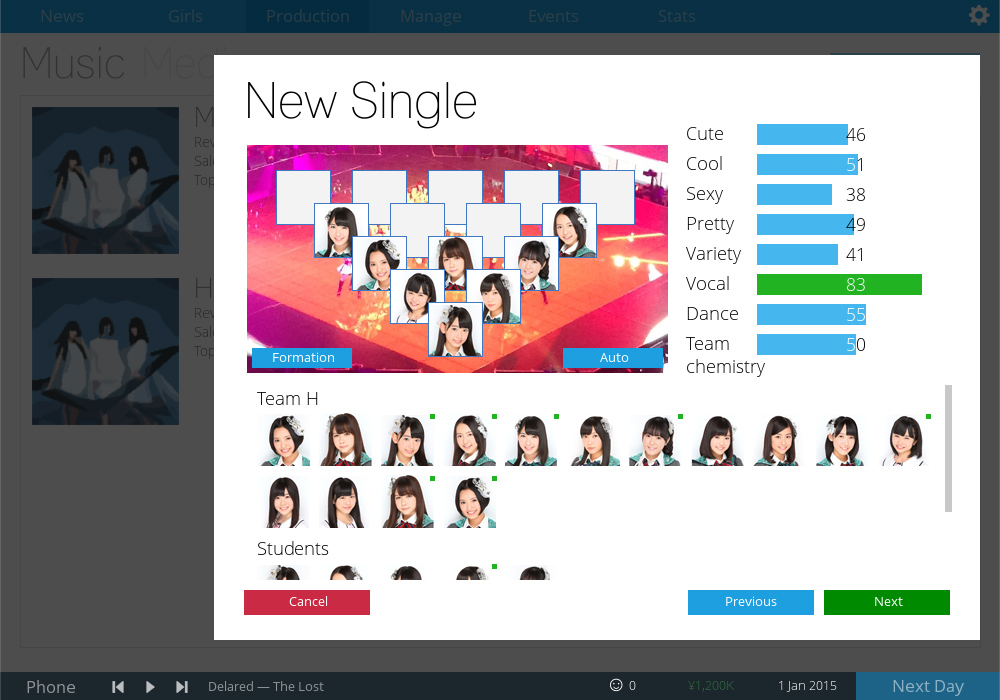 News Girls Production Manage Events Stats
Music
New Single
Cute 46
Cool 51
Sexy 38
Pretty 49
Variety 41
Vocal 83
Dance 55
Team chemistry 50
Formation Auto
Team H
Students
Cancel Previous Next
Phone Delared — The Lost 0 ¥1,200K 1 Jan 2015 Next Day